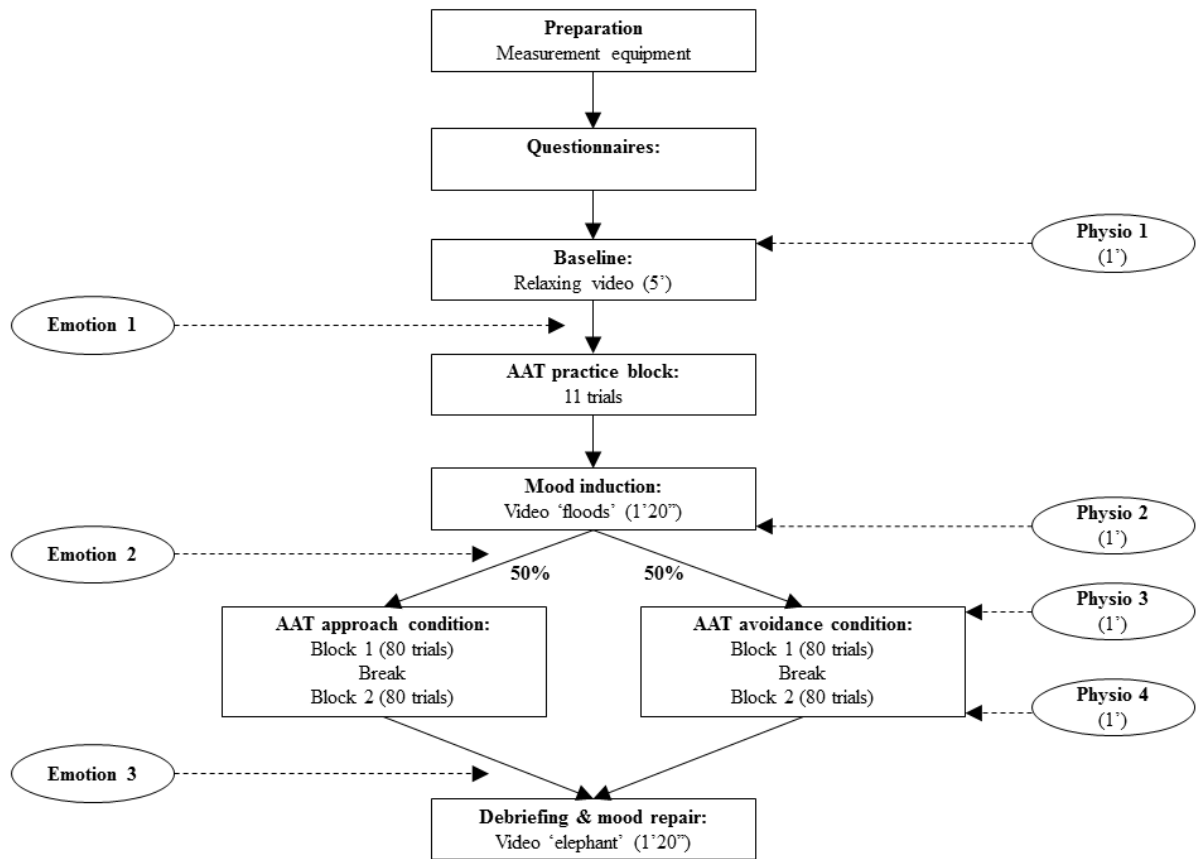 Preparation
Measurement equipment
Questionnaires:
Baseline:
Relaxing video (5’)
Physio 1
(1’)
Emotion 1
AAT practice block:
11 trials
Mood induction:
Video ‘floods’ (1’20”)
Physio 2
(1’)
Emotion 2
50%
50%
AAT approach condition:
Block 1 (80 trials)
Break
Block 2 (80 trials)
AAT avoidance condition:
Block 1 (80 trials)
Break
Block 2 (80 trials)
Physio 3
(1’)
Physio 4
(1’)
Emotion 3
Debriefing & mood repair:
Video ‘elephant’ (1’20”)